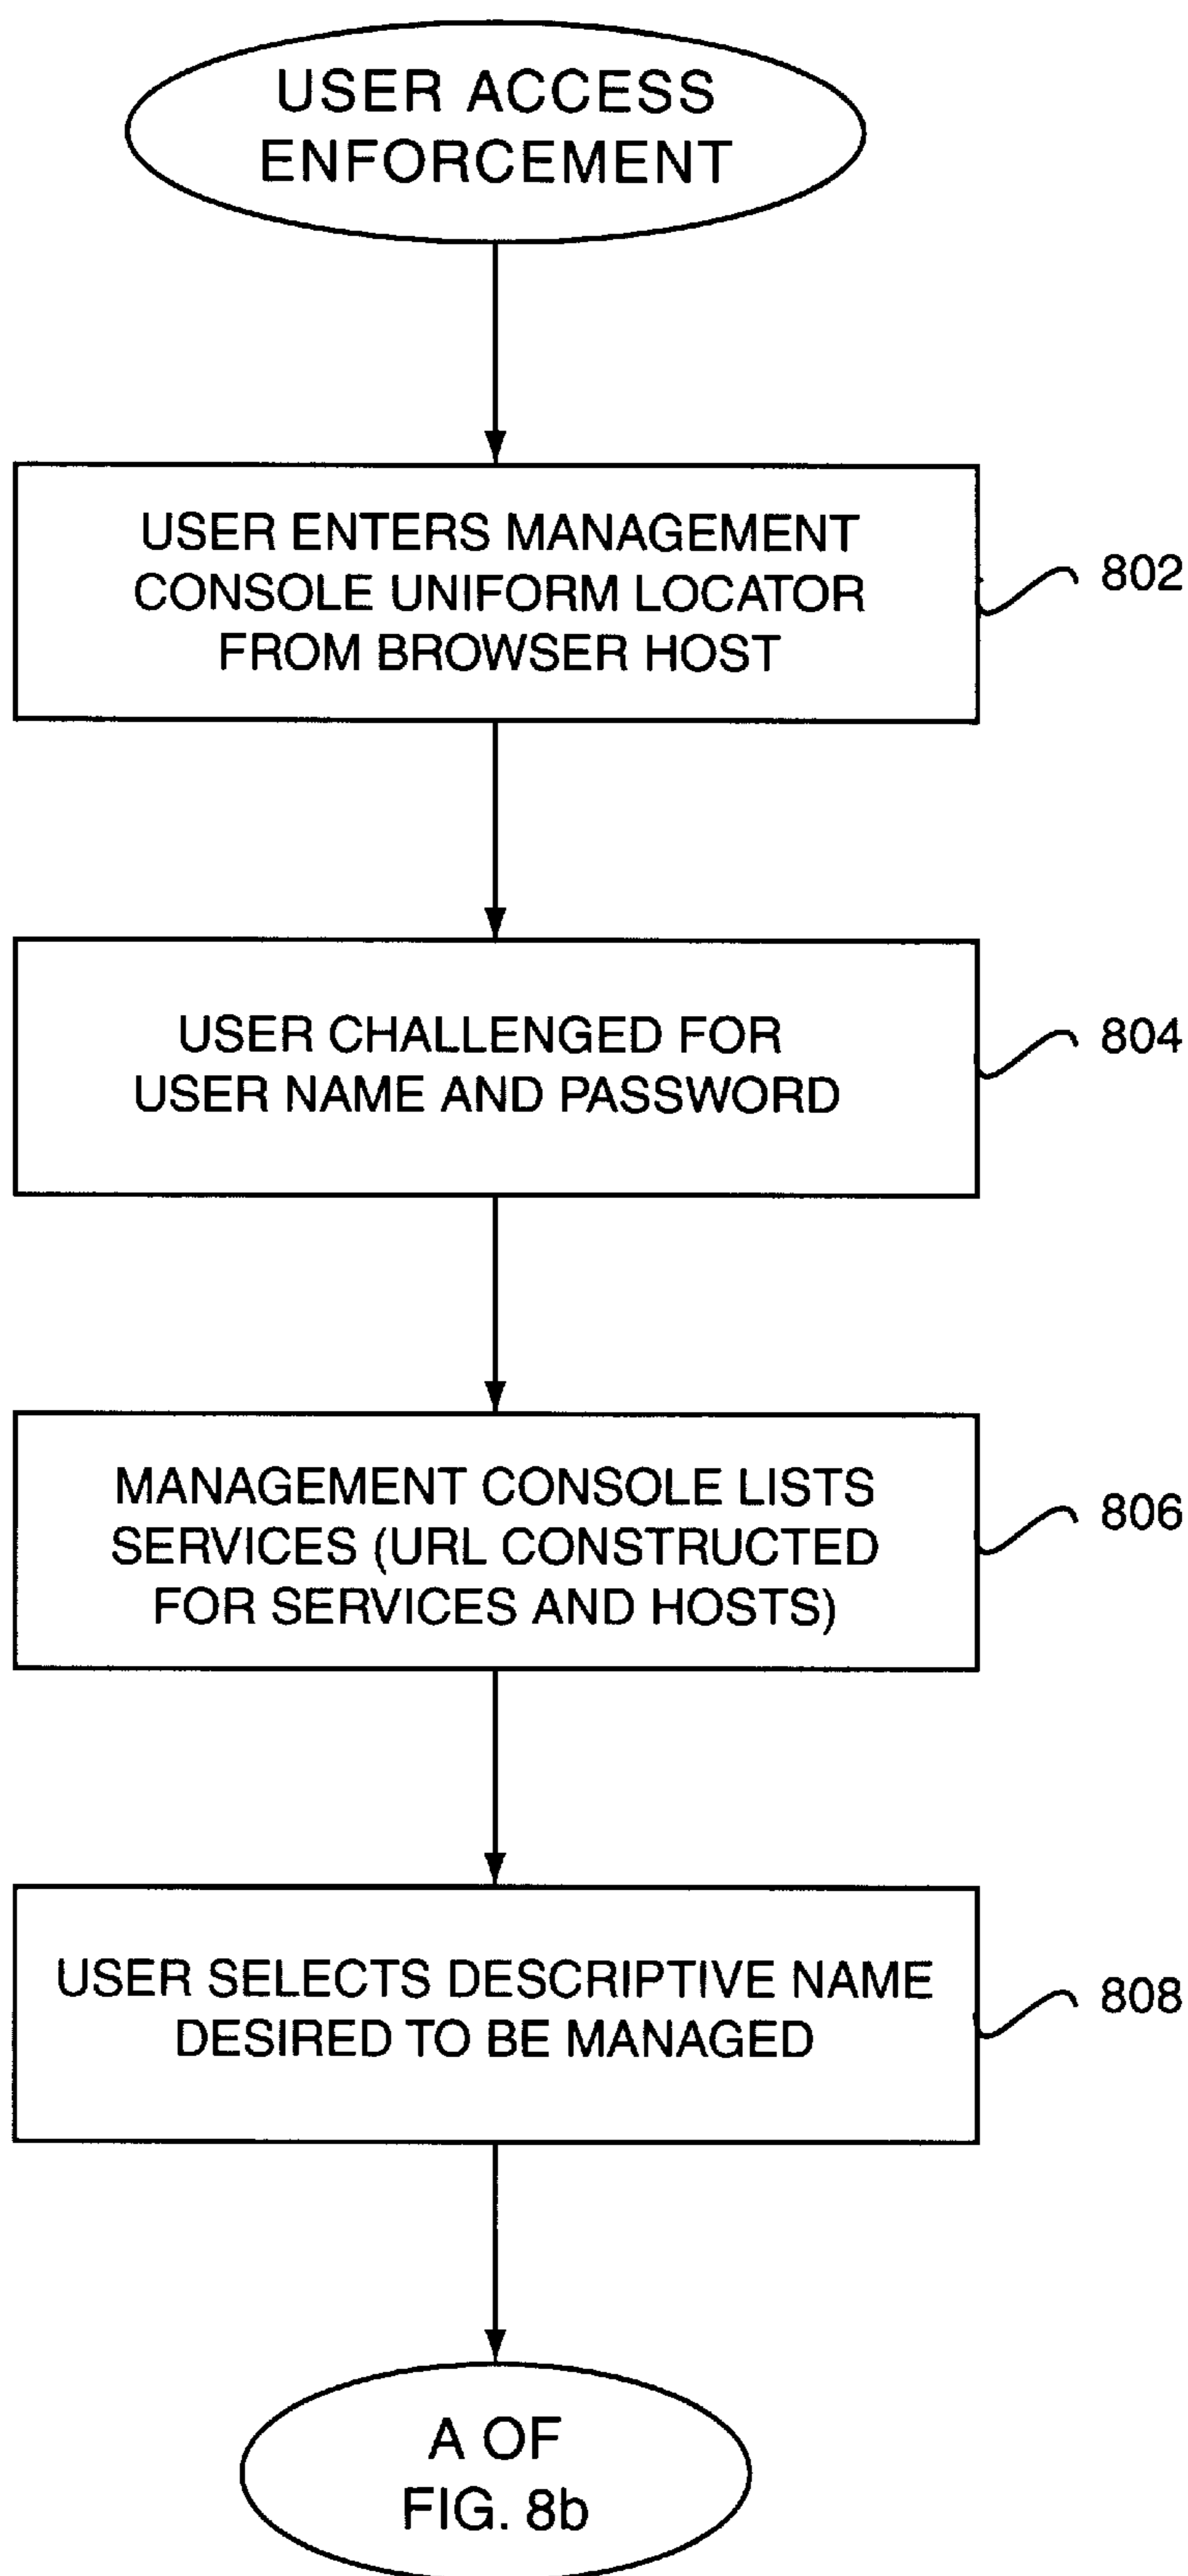 USER ACCESS
ENFORCEMENT
USER ENTERS MANAGEMENT
CONSOLE UNIFORM LOCATOR
FROM BROWSER HOST
802
USER CHALLENGED FOR
USER NAME AND PASSWORD
804
MANAGEMENT CONSOLE LISTS
SERVICES (URL CONSTRUCTED
FOR SERVICES AND HOSTS)
806
USER SELECTS DESCRIPTIVE NAME
DESIRED TO BE MANAGED
808
A OF
FIG. 8b